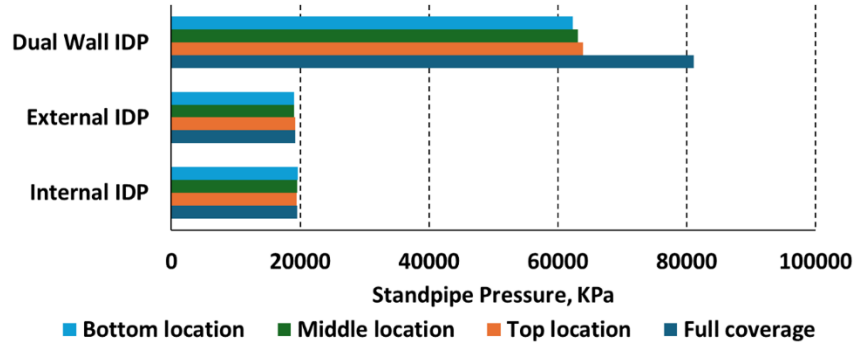 Dual Wall IDP
External IDP
Internal IDP
0 20000 40000 60000 80000 100000
Standpipe Pressure, KPa
Bottom location Middle location Top location Full coverage